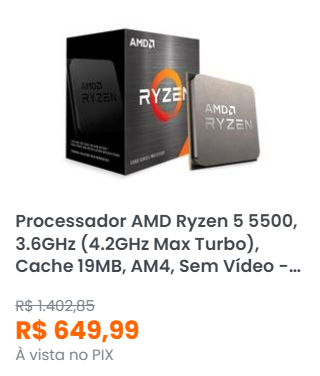 AMD
RYZEN
RYZEN
AMD
RYZEN
Processador AMD Ryzen 5 5500,
3.6GHz (4.2GHz Max Turbo),
Cache 19MB, AM4, Sem Vídeo -...
R$ 1.402,85
R$ 649,99
À vista no PIX